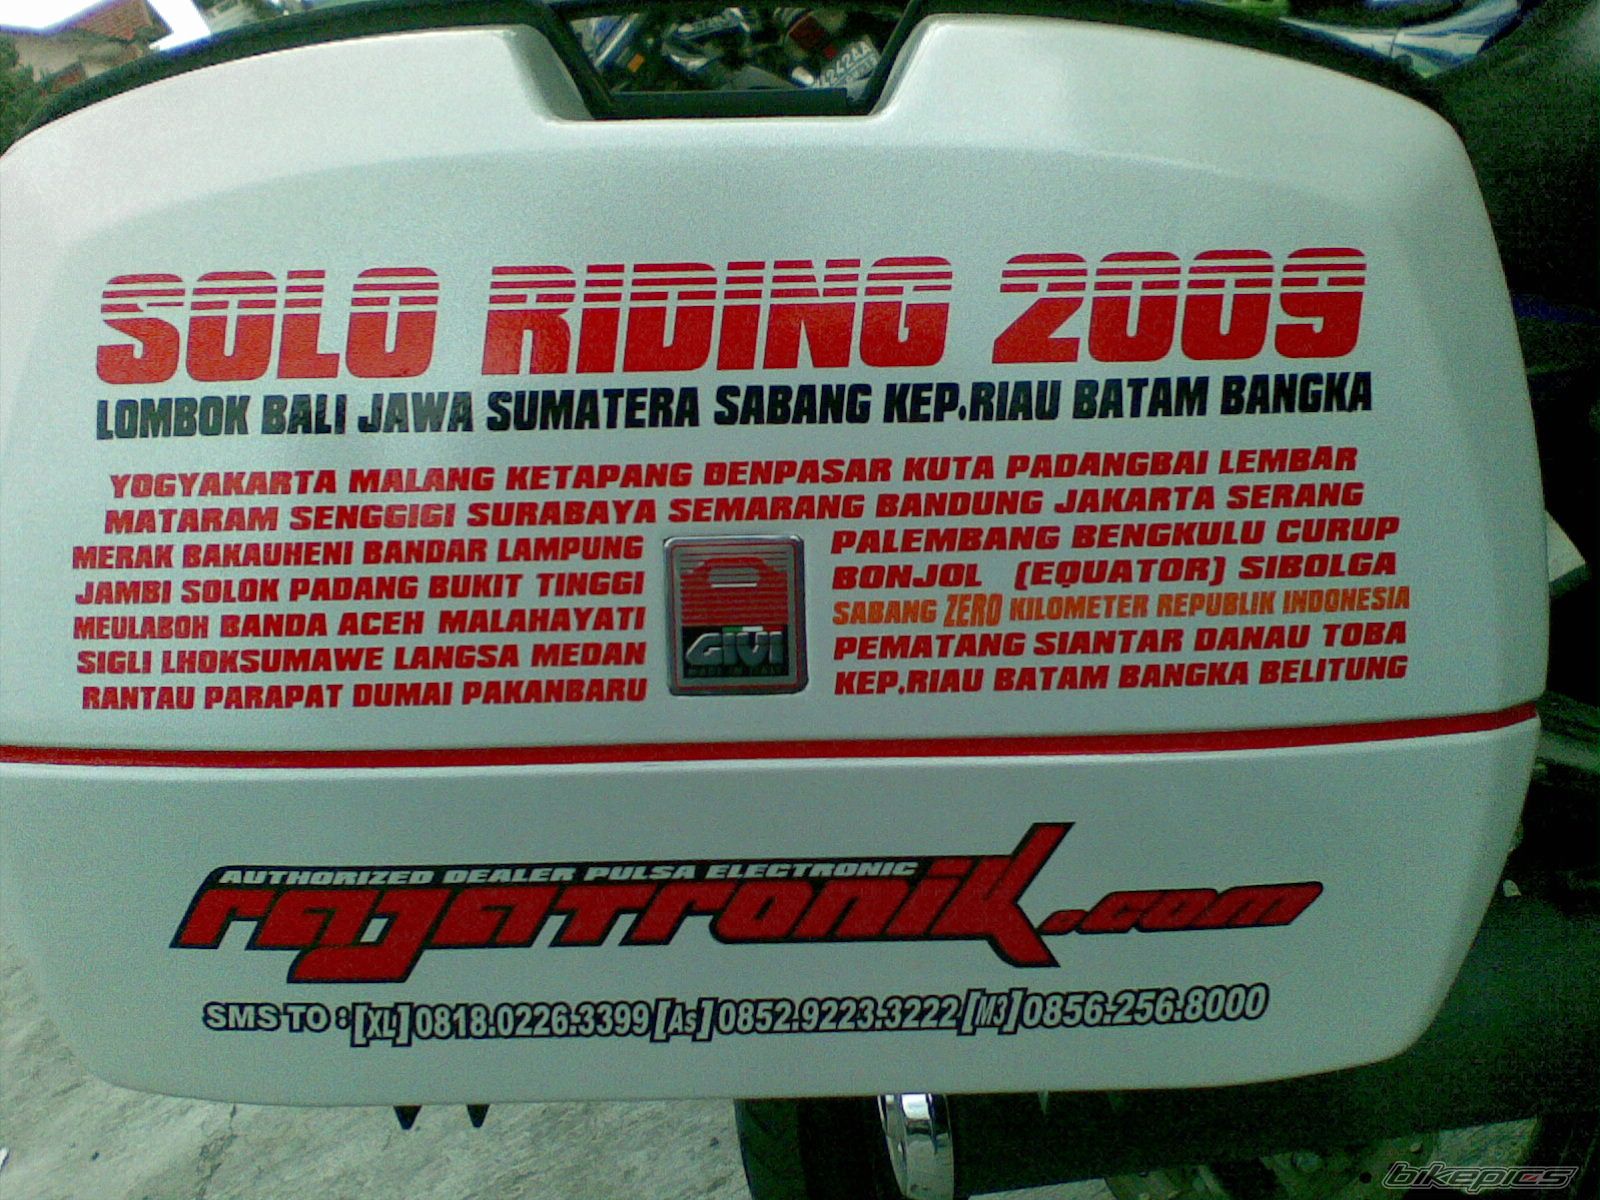 SOLO RIDING 2009
LOMBOK BALI JAWA SUMATERA SABANG KEP.RIAU BATAM BANGKA
YOGYAKARTA MALANG KETAPANG DENPASAR KUTA PADANGBAI LEMBAR
MATARAM SENGGIGI SURABAYA SEMARANG BANDUNG JAKARTA SERANG
MERAK BAKAUHENI BANDAR LAMPUNG
JAMBI SOLOK PADANG BUKIT TINGGI
MEULABOH BANDA ACEH MALAHAYATI
SIGLI LHOKSUMAWE LANGSA MEDAN
RANTAU PARAPAT DUMAI PAKANBARU
GIVI
PALEMBANG BENGKULU CURUP
BONJOL (EQUATOR) SIBOLGA
SABANG ZERO KILOMETER REPUBLIK INDONESIA
PEMATANG SIANTAR DANAU TOBA
KEP.RIAU BATAM BANGKA BELITUNG
AUTHORIZED DEALER PULSA ELECTRONIC
rajatronik.com
SMS TO : [XL] 0818.0226.3399 [As] 0852.9223.3222 [M3] 0856.256.8000
bikepics